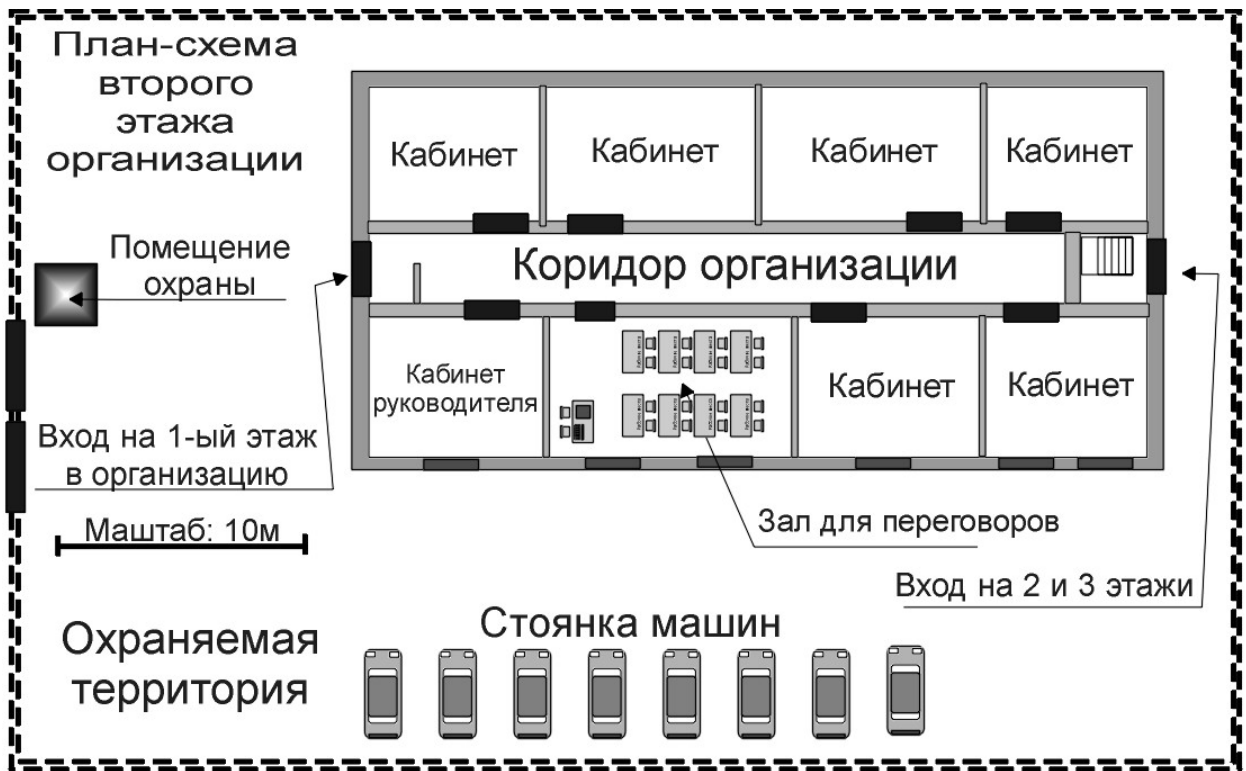 План-схема
второго
этажа
организации
Кабинет
Кабинет
Кабинет
Кабинет
Помещение
охраны
Коридор организации
Кабинет
руководителя
Кабинет
Кабинет
Вход на 1-ый этаж
в организацию
Маштаб: 10м
Зал для переговоров
Вход на 2 и 3 этажи
Охраняемая
территория
Стоянка машин